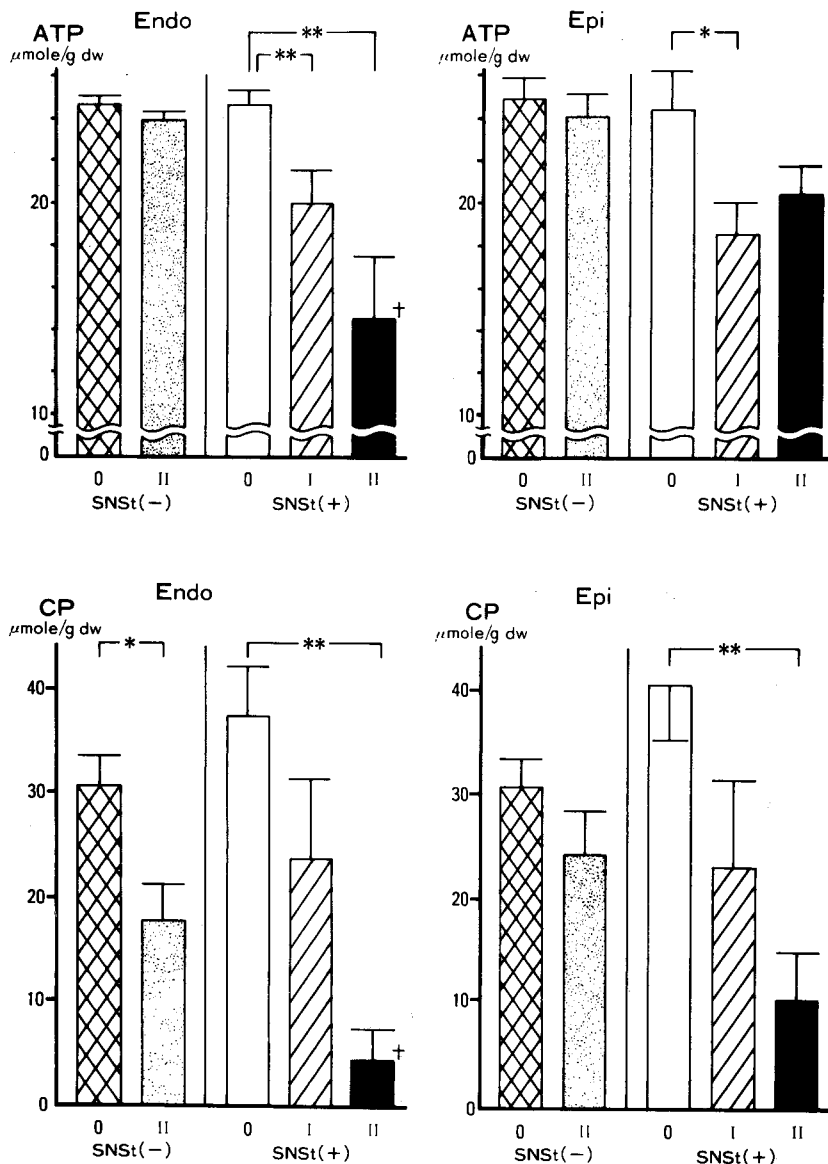 ATP Endo
μmole/g dw
** 
**
20
10
0
0 II 0 I II
SNSt(−) SNSt(+)
†
ATP Epi
μmole/g dw
*
20
10
0
0 II 0 I II
SNSt(−) SNSt(+)
CP Endo
μmole/g dw
* **
40
30
20
10
0
†
0 II 0 I II
SNSt(−) SNSt(+)
CP Epi
μmole/g dw
**
40
30
20
10
0
0 II 0 I II
SNSt(−) SNSt(+)